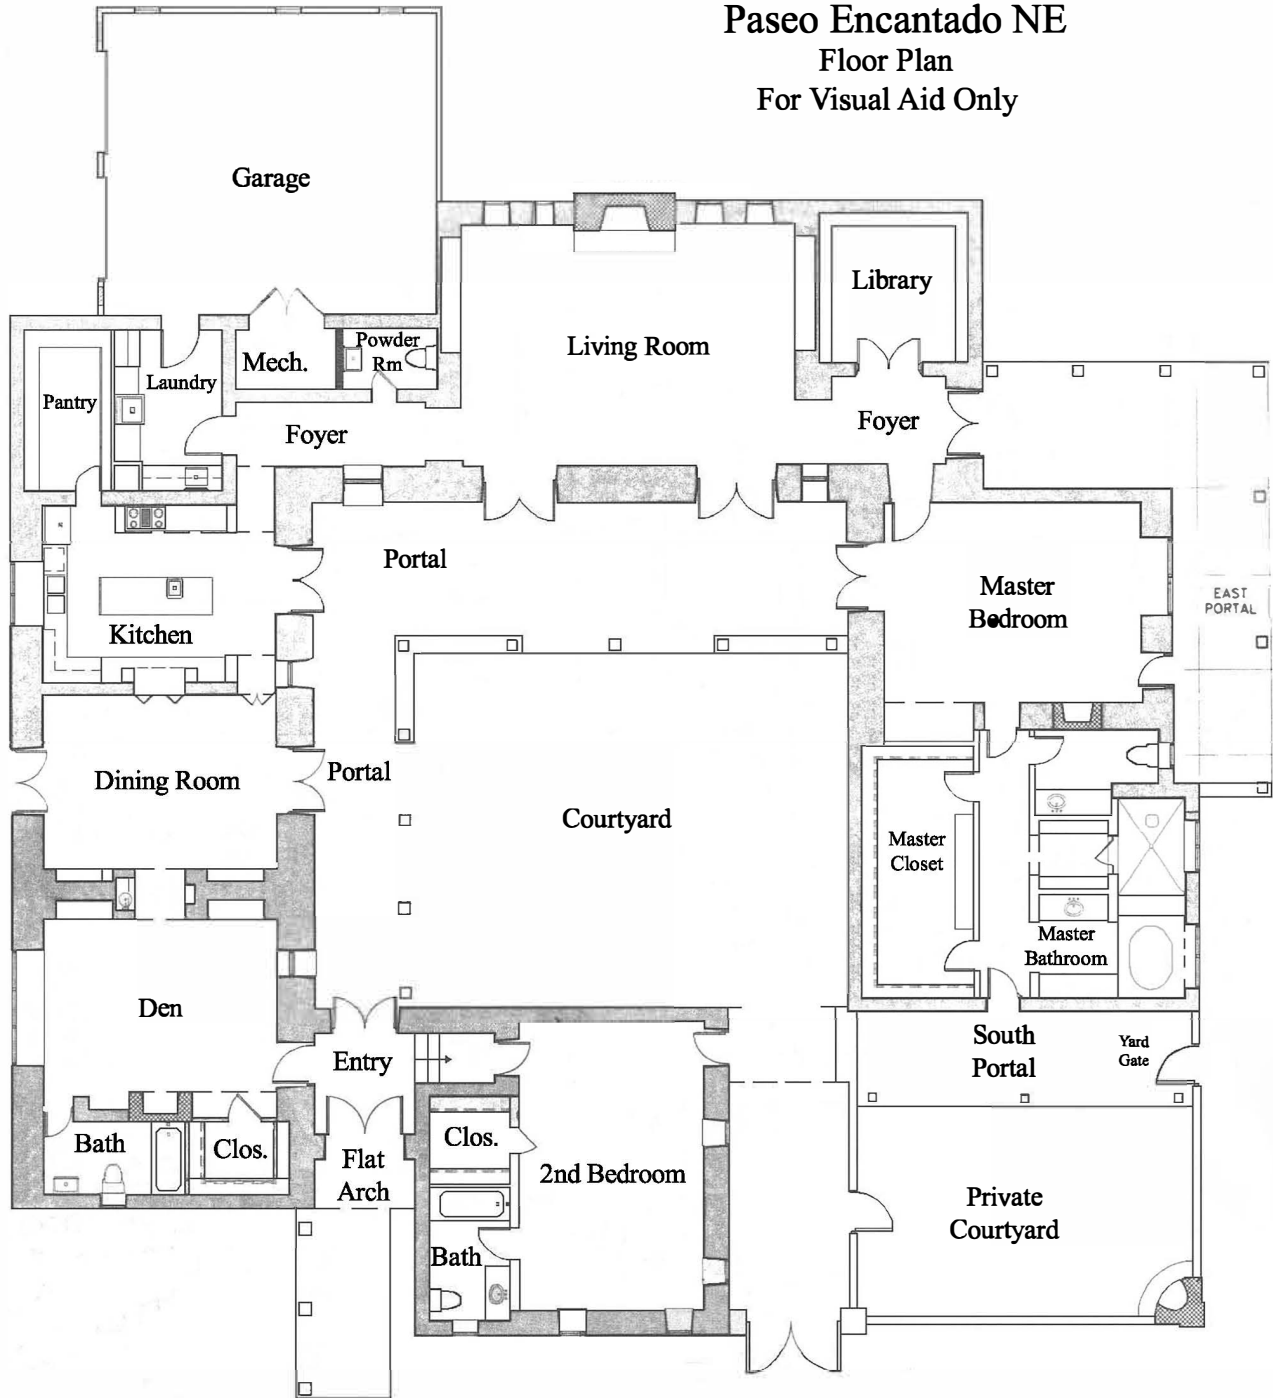 Paseo Encantado NE
Floor Plan
For Visual Aid Only
Garage
Library
Living Room
Powder
Rm
Mech.
Laundry
Pantry
Foyer
Foyer
Portal
Master
Bedroom
EAST
PORTAL
Kitchen
Portal
Dining Room
Courtyard
Master
Closet
Master
Bathroom
Den
Entry
South
Portal
Yard
Gate
Bath
Clos.
Clos.
Flat
Arch
2nd Bedroom
Private
Courtyard
Bath